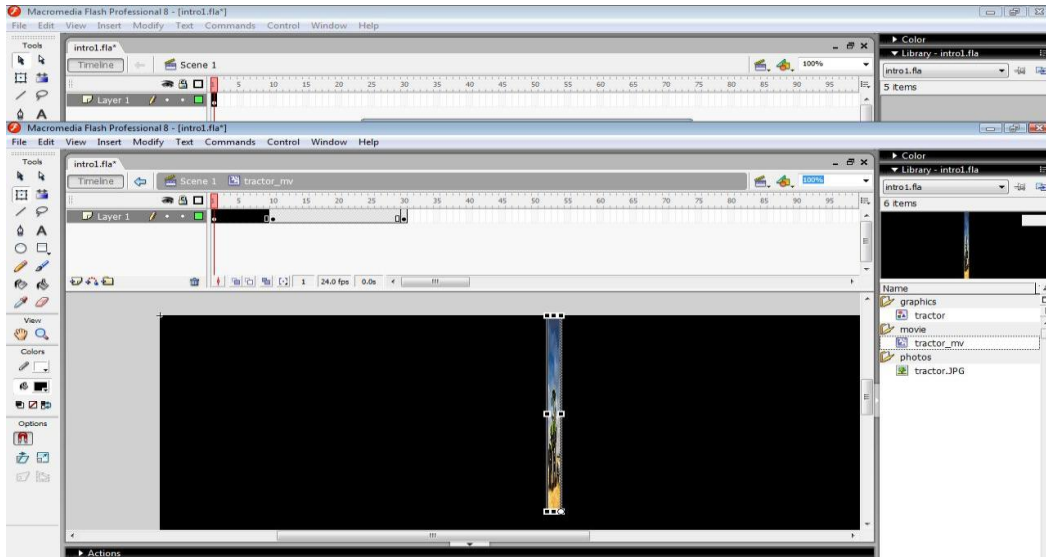 Macromedia Flash Professional 8 - [intro1.fla*]
File Edit View Insert Modify Text Commands Control Window Help
Tools
intro1.fla*
Timeline Scene 1 100%
5 10 15 20 25 30 35 40 45 50 55 60 65 70 75 80 85 90 95
Layer 1
Color
Library - intro1.fla
intro1.fla
5 items
Macromedia Flash Professional 8 - [intro1.fla*]
File Edit View Insert Modify Text Commands Control Window Help
Tools
intro1.fla*
Timeline Scene 1 tractor_mv 100%
5 10 15 20 25 30 35 40 45 50 55 60 65 70 75 80 85 90 95
Layer 1
1 24.0 fps 0.0s
View
Colors
Options
Actions
Color
Library - intro1.fla
intro1.fla
6 items
Name
graphics
tractor
movie
tractor_mv
photos
tractor.JPG